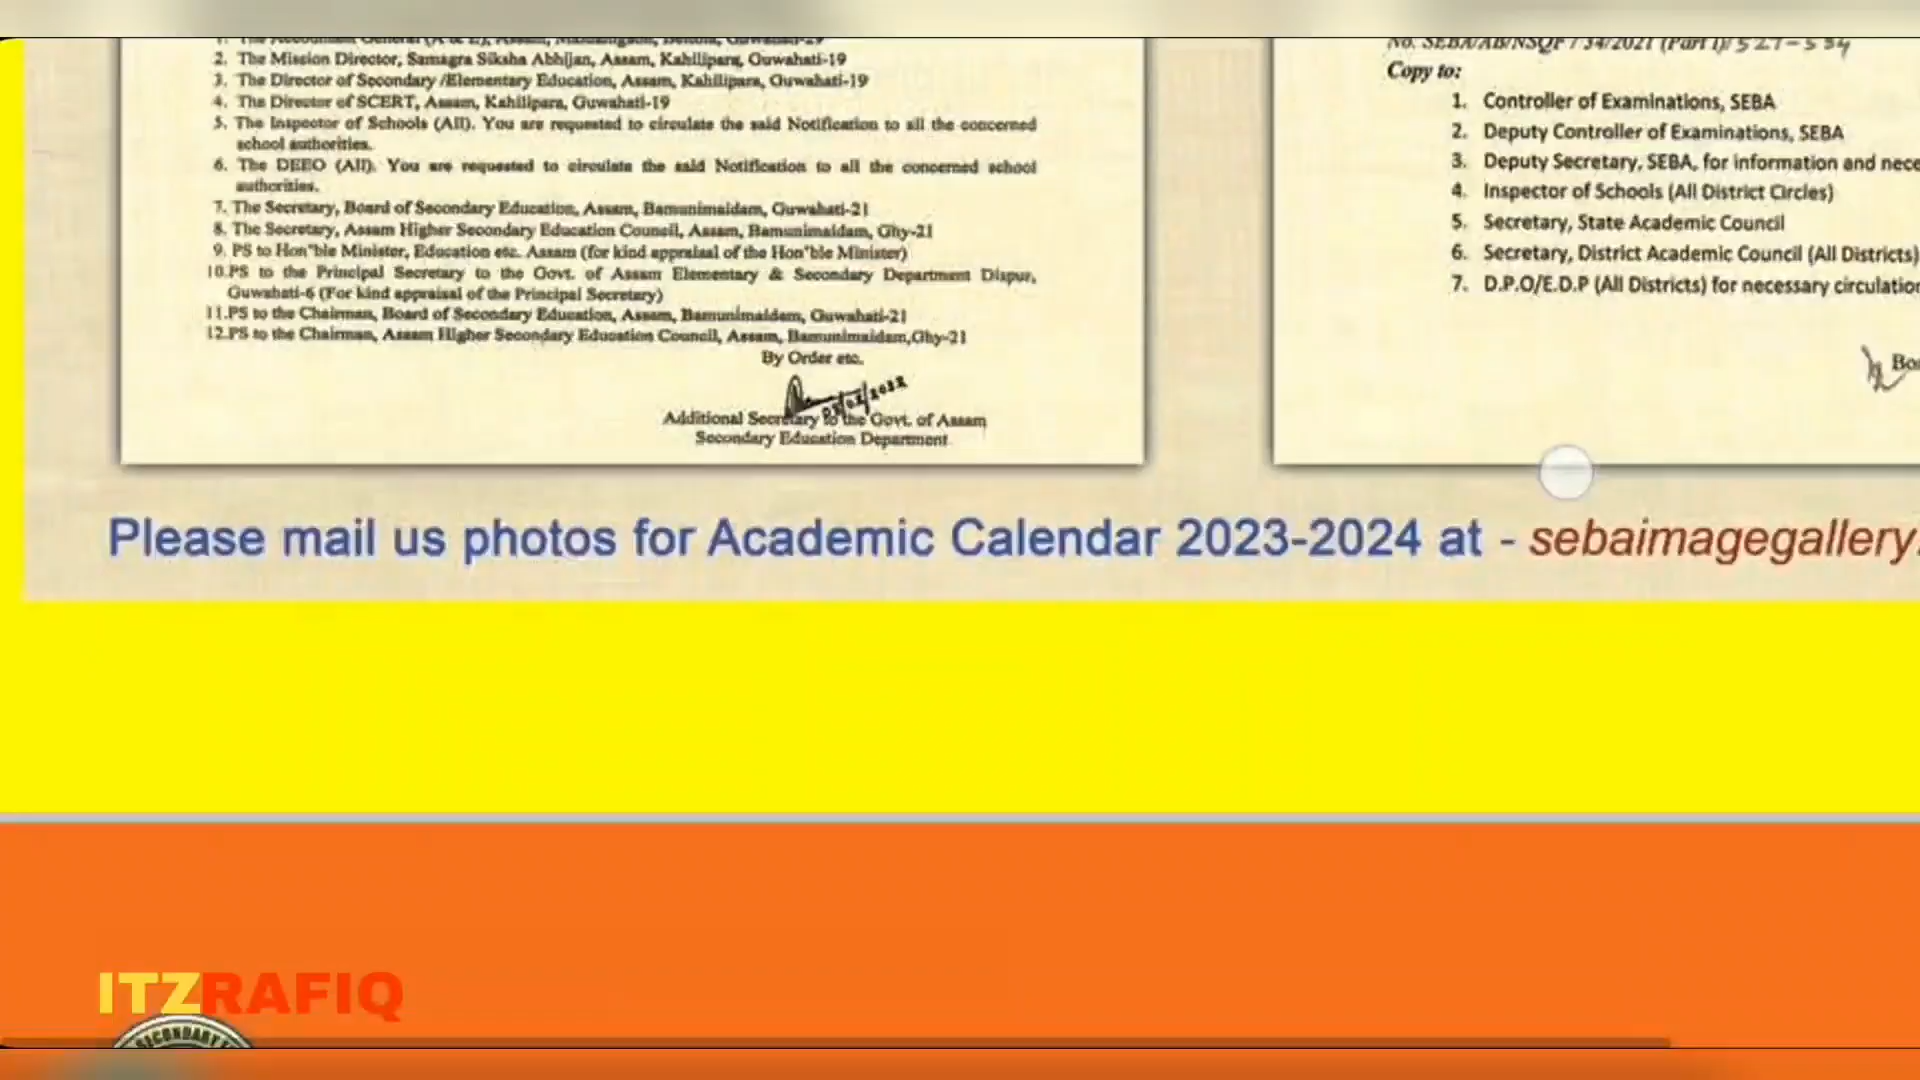 2. The Mission Director, Samagra Siksha Abhijan, Assam, Kahilipara, Guwahati-19
3. The Director of Secondary /Elementary Education, Assam, Kahilipara, Guwahati-19
4. The Director of SCERT, Assam, Kahilipara, Guwahati-19
5. The Inspector of Schools (All). You are requested to circulate the said Notification to all the concerned
school authorities.
6. The DEEO (All). You are requested to circulate the said Notification to all the concerned school
authorities.
7. The Secretary, Board of Secondary Education, Assam, Bamunimaidam, Guwahati-21
8. The Secretary, Assam Higher Secondary Education Council, Assam, Bamunimaidam, Ghy-21
9. PS to Hon"ble Minister, Education etc. Assam (for kind appraisal of the Hon"ble Minister)
10.PS to the Principal Secretary to the Govt. of Assam Elementary & Secondary Department Dispur,
Guwahati-6 (For kind appraisal of the Principal Secretary)
11.PS to the Chairman, Board of Secondary Education, Assam, Bamunimaidam, Guwahati-21
12.PS to the Chairman, Assam Higher Secondary Education Council, Assam, Bamunimaidam,Ghy-21
By Order etc.
Additional Secretary to the Govt. of Assam
Secondary Education Department
No. SEBA/AB/NSQF / 34/2021 (Part I)/ 527-534
Copy to:
1. Controller of Examinations, SEBA
2. Deputy Controller of Examinations, SEBA
3. Deputy Secretary, SEBA, for information and nece
4. Inspector of Schools (All District Circles)
5. Secretary, State Academic Council
6. Secretary, District Academic Council (All Districts)
7. D.P.O/E.D.P (All Districts) for necessary circulation
Bo
Please mail us photos for Academic Calendar 2023-2024 at - sebaimagegallery
ITZRAFIQ
SECONDARY